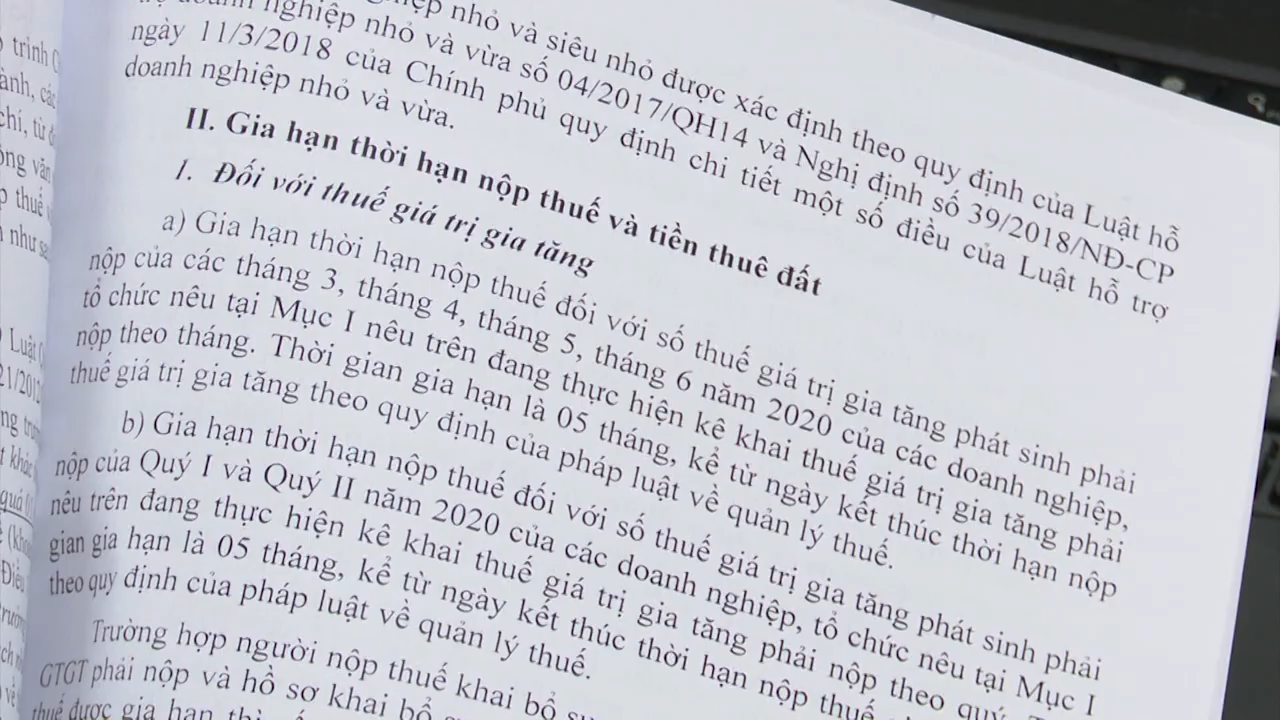 nghiệp nhỏ và siêu nhỏ được xác định theo quy định của Luật hỗ
trợ doanh nghiệp nhỏ và vừa số 04/2017/QH14 và Nghị định số 39/2018/NĐ-CP
ngày 11/3/2018 của Chính phủ quy định chi tiết một số điều của Luật hỗ trợ
doanh nghiệp nhỏ và vừa.
II. Gia hạn thời hạn nộp thuế và tiền thuê đất
1. Đối với thuế giá trị gia tăng
a) Gia hạn thời hạn nộp thuế đối với số thuế giá trị gia tăng phát sinh phải
nộp của các tháng 3, tháng 4, tháng 5, tháng 6 năm 2020 của các doanh nghiệp,
tổ chức nêu tại Mục I nêu trên đang thực hiện kê khai thuế giá trị gia tăng phải
nộp theo tháng. Thời gian gia hạn là 05 tháng, kể từ ngày kết thúc thời hạn nộp
thuế giá trị gia tăng theo quy định của pháp luật về quản lý thuế.
b) Gia hạn thời hạn nộp thuế đối với số thuế giá trị gia tăng phát sinh phải
nộp của Quý I và Quý II năm 2020 của các doanh nghiệp, tổ chức nêu tại Mục I
nêu trên đang thực hiện kê khai thuế giá trị gia tăng phải nộp theo quý.
gian gia hạn là 05 tháng, kể từ ngày kết thúc thời hạn nộp thuế
theo quy định của pháp luật về quản lý thuế.
Trường hợp người nộp thuế khai bổ
GTGT phải nộp và hồ sơ khai bổ
thuế được gia hạn